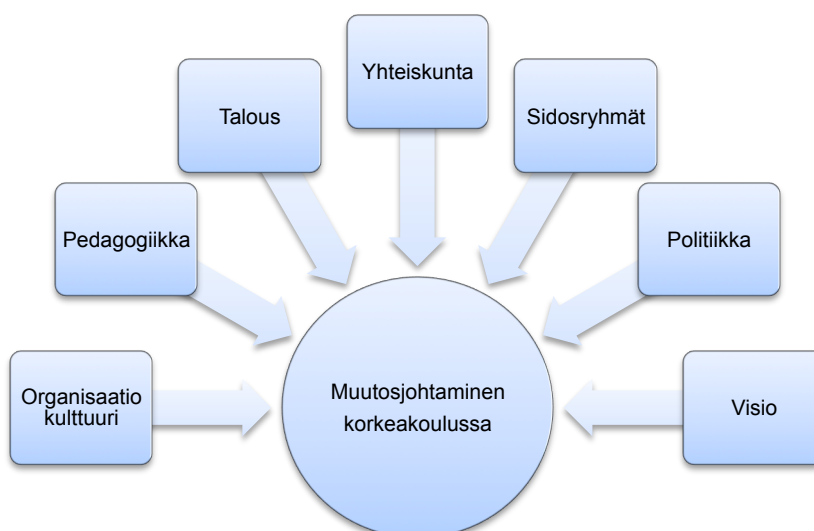 Yhteiskunta
Talous
Sidosryhmät
Pedagogiikka
Politiikka
Organisaatio
kulttuuri
Muutosjohtaminen
korkeakoulussa
Visio